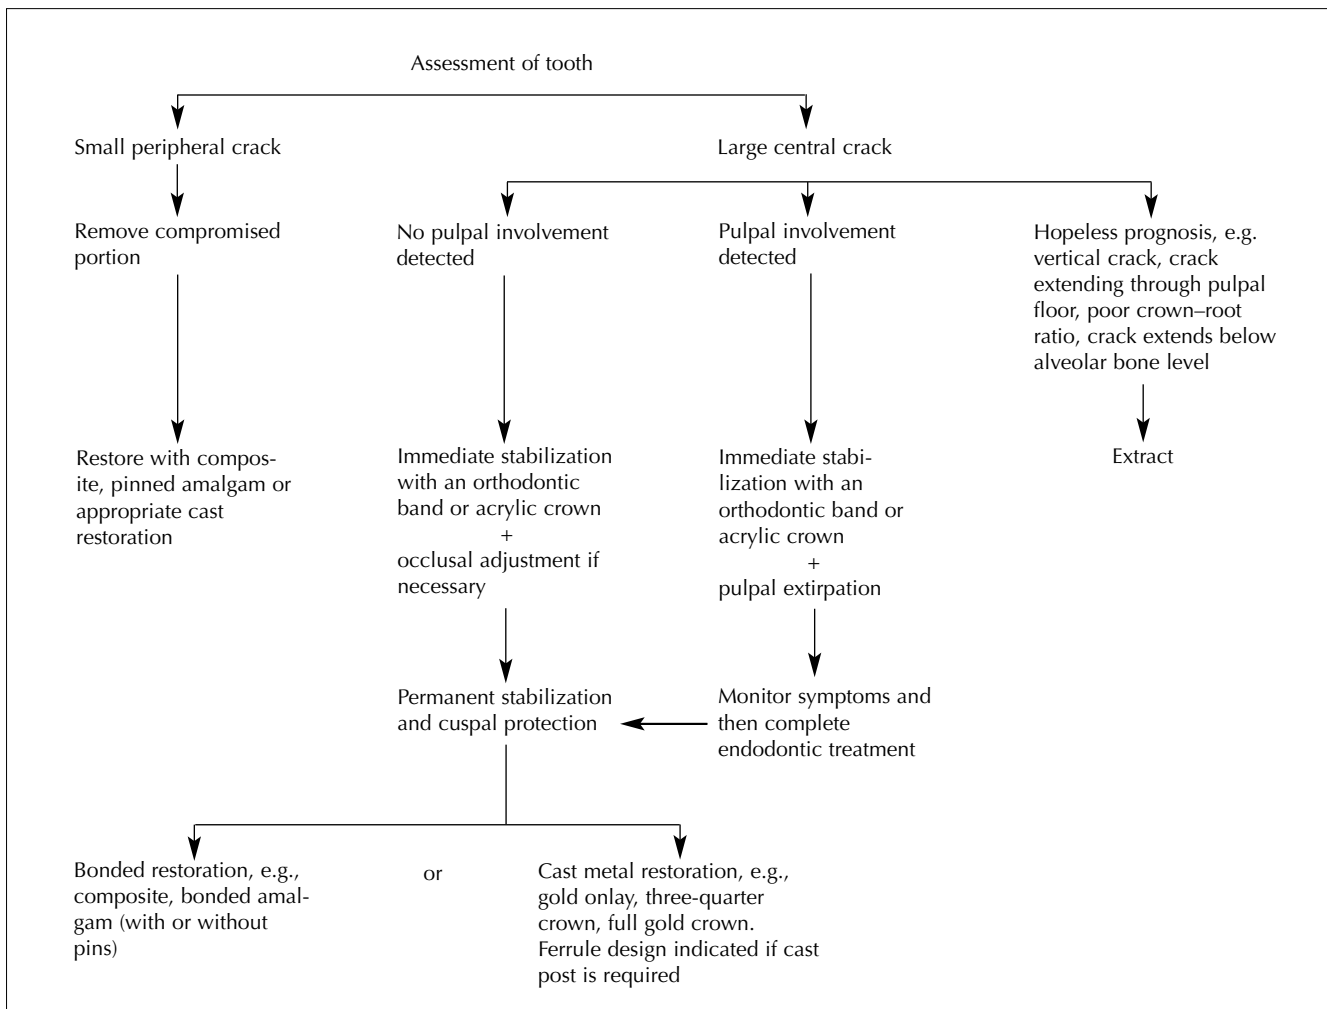 Assessment of tooth
Small peripheral crack
Large central crack
Remove compromised
portion
No pulpal involvement
detected
Pulpal involvement
detected
Hopeless prognosis, e.g.
vertical crack, crack
extending through pulpal
floor, poor crown–root
ratio, crack extends below
alveolar bone level
Restore with compos-
ite, pinned amalgam or
appropriate cast
restoration
Immediate stabilization
with an orthodontic
band or acrylic crown
+
occlusal adjustment if
necessary
Immediate stabi-
lization with an
orthodontic band or
acrylic crown
+
pulpal extirpation
Extract
Permanent stabilization
and cuspal protection
Monitor symptoms and
then complete
endodontic treatment
Bonded restoration, e.g.,
composite, bonded amal-
gam (with or without
pins)
or
Cast metal restoration, e.g.,
gold onlay, three-quarter
crown, full gold crown.
Ferrule design indicated if cast
post is required